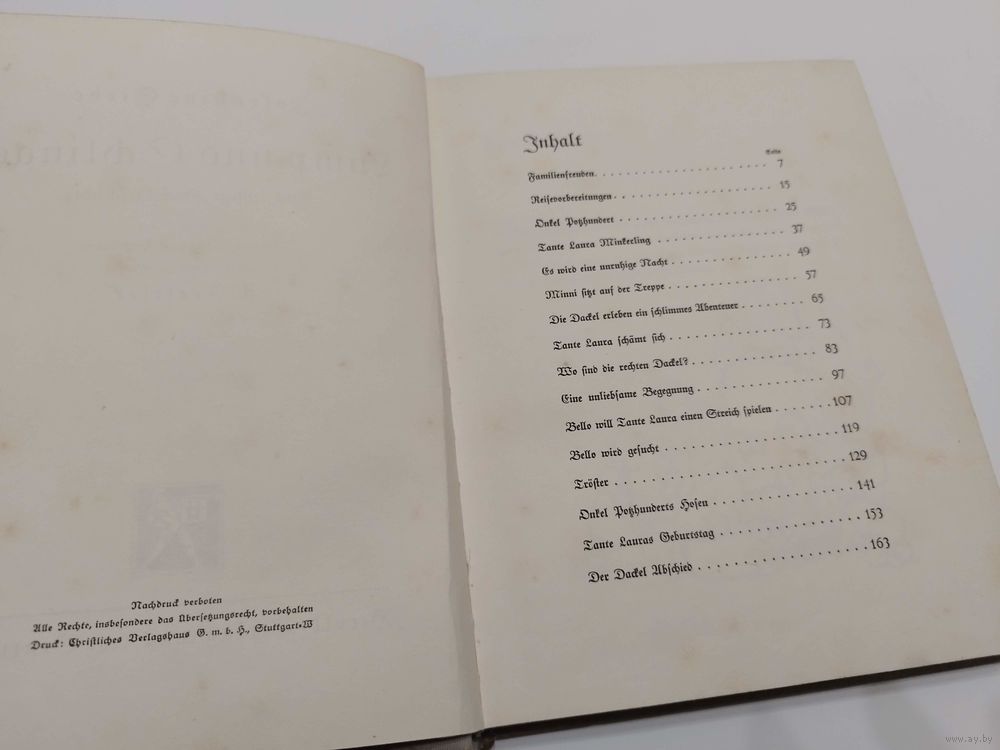 Nachdruck verboten
Alle Rechte, insbesondere das Übersetzungsrecht, vorbehalten
Druck: Christliches Verlagshaus G. m. b. H., Stuttgart-W
Inhalt
Seite
Familienfreuden. . . . . . . . . . . . . . . . . . . . . . 7
Reisevorbereitungen . . . . . . . . . . . . . . . . . . . . 15
Onkel Potzhundert . . . . . . . . . . . . . . . . . . . . 25
Tante Laura Minkerling . . . . . . . . . . . . . . . . 37
Es wird eine unruhige Nacht . . . . . . . . . . . . . . . 49
Minni sitzt auf der Treppe . . . . . . . . . . . . . . . . 57
Die Dackel erleben ein schlimmes Abenteuer . . . . . . . . 65
Tante Laura schämt sich . . . . . . . . . . . . . . . . . 73
Wo sind die rechten Dackel? . . . . . . . . . . . . . . . 83
Eine unliebsame Begegnung . . . . . . . . . . . . . . . 97
Bello will Tante Laura einen Streich spielen . . . . . . . 107
Bello wird gesucht . . . . . . . . . . . . . . . . . . . . 119
Tröster . . . . . . . . . . . . . . . . . . . . . . . . . 129
Onkel Potzhunderts Hosen . . . . . . . . . . . . . . . 141
Tante Lauras Geburtstag . . . . . . . . . . . . . . . . 153
Der Dackel Abschied . . . . . . . . . . . . . . . . . . . 163
www.ay.by